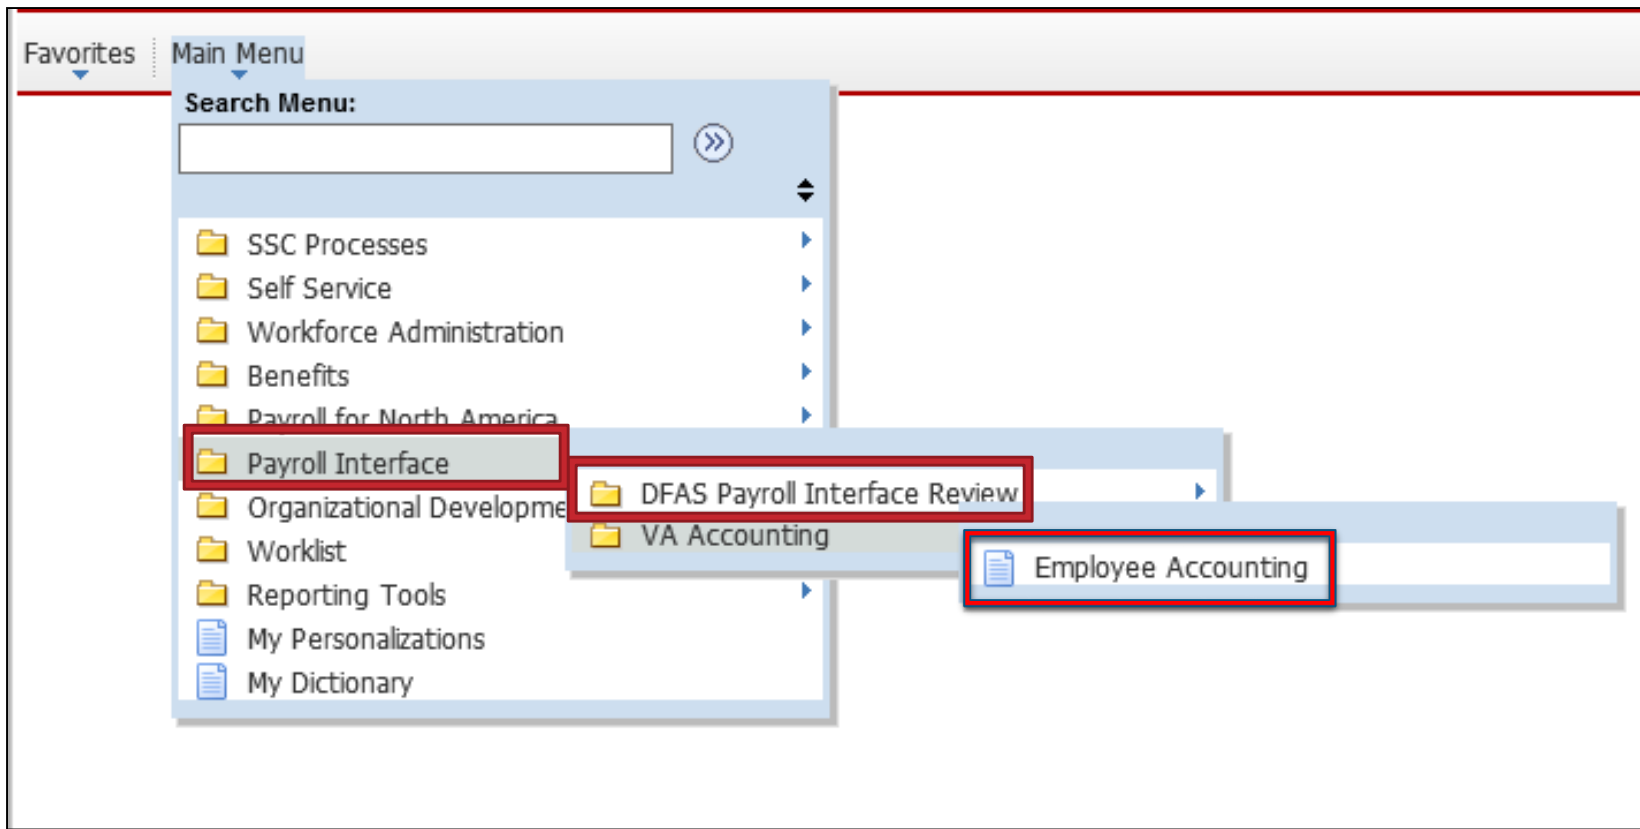 Favorites Main Menu
Search Menu:
SSC Processes
Self Service
Workforce Administration
Benefits
Payroll for North America
Payroll Interface
DFAS Payroll Interface Review
Organizational Developme
VA Accounting
Employee Accounting
Worklist
Reporting Tools
My Personalizations
My Dictionary